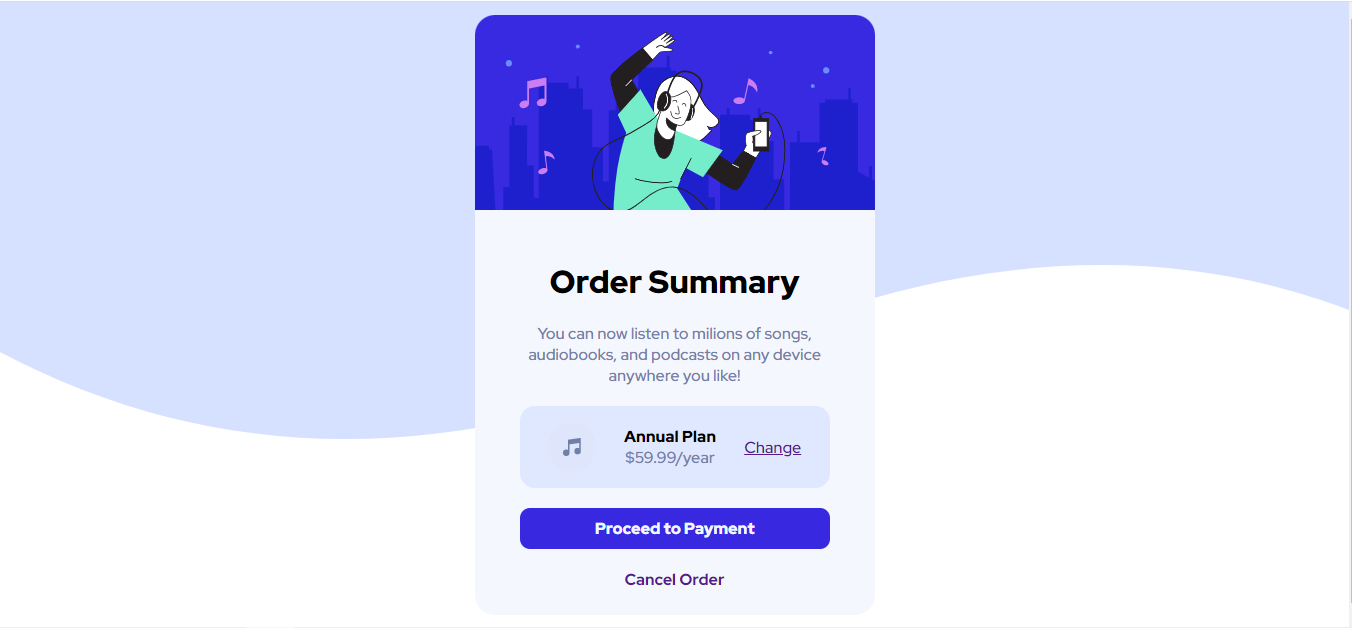 Order Summary
You can now listen to milions of songs,
audiobooks, and podcasts on any device
anywhere you like!
Annual Plan
$59.99/year
Change
Proceed to Payment
Cancel Order